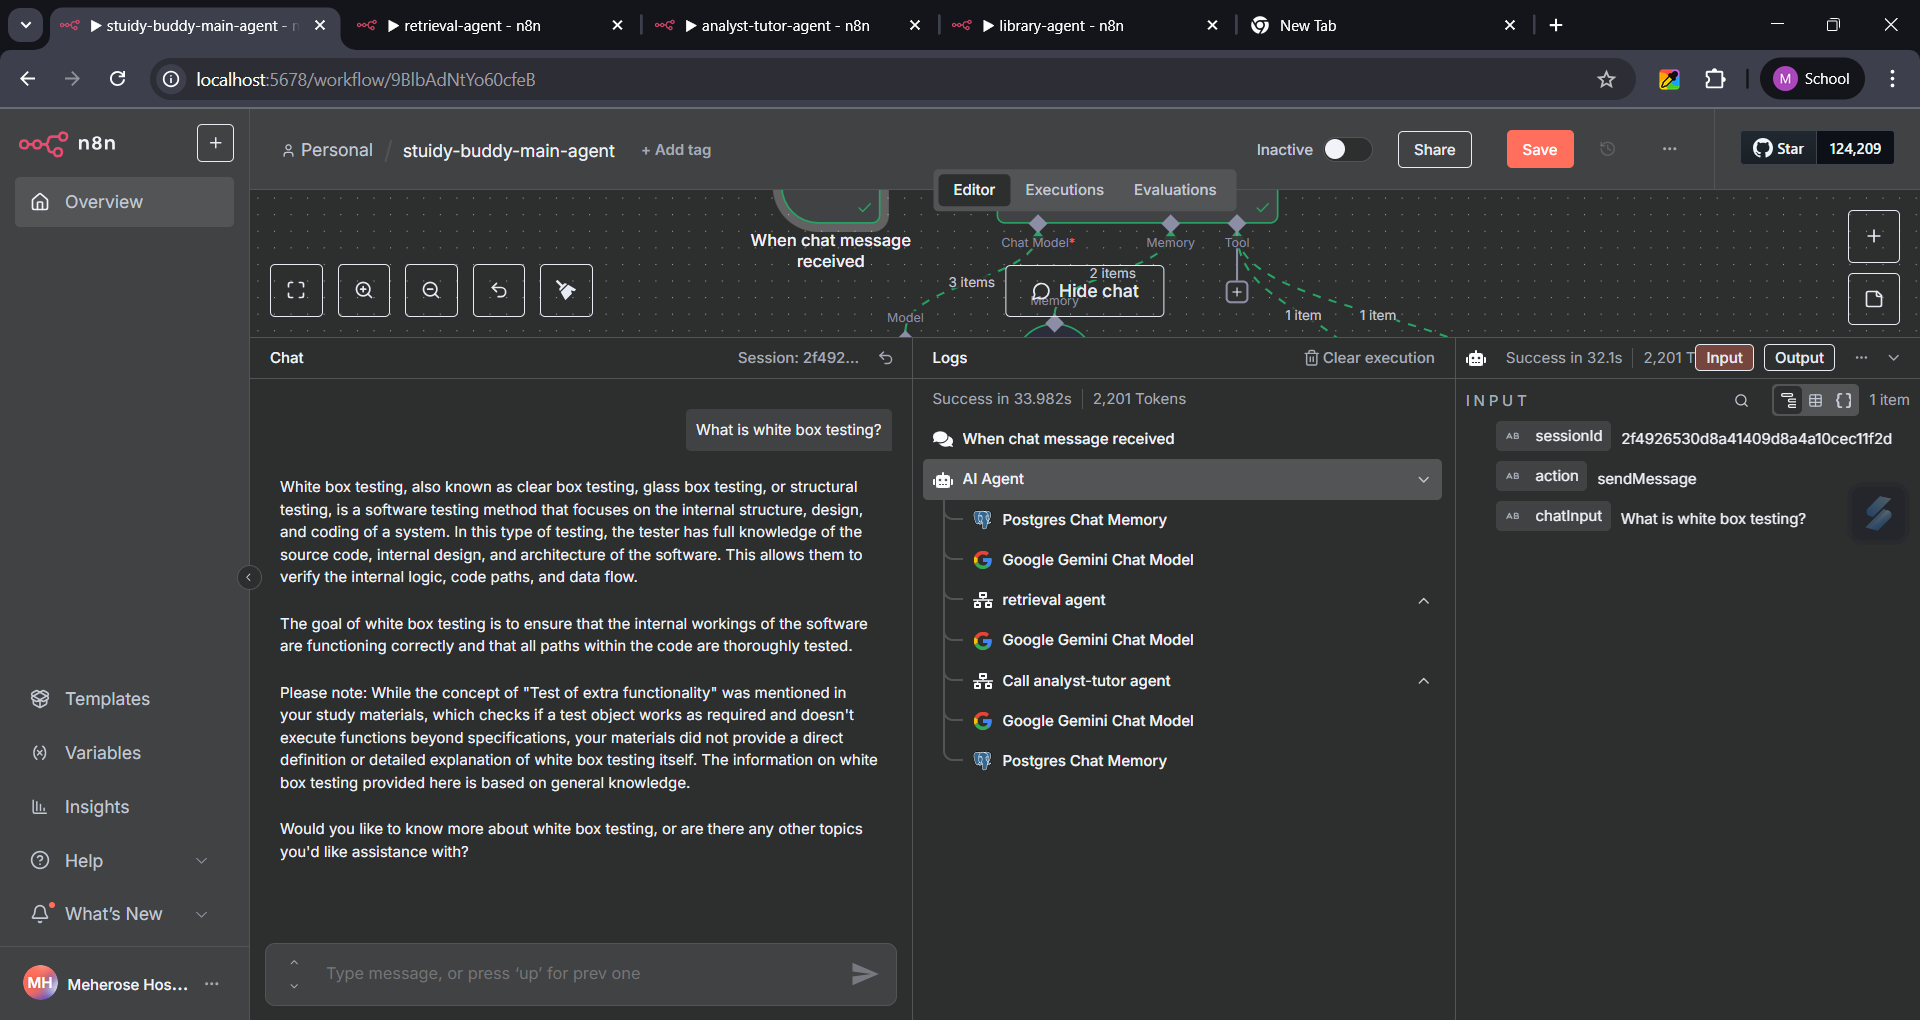 stuidy-buddy-main-agent - n
retrieval-agent - n8n
analyst-tutor-agent - n8n
library-agent - n8n
New Tab
localhost:5678/workflow/9BlbAdNtYo60cfeB
M School
n8n
Personal / stuidy-buddy-main-agent + Add tag
Inactive
Share
Save
Star 124,209
Overview
Editor Executions Evaluations
When chat message
received
Chat Model*
Memory
Tool
3 items
2 items
Hide chat
Memory
Model
1 item
1 item
Chat
Session: 2f492...
What is white box testing?
White box testing, also known as clear box testing, glass box testing, or structural
testing, is a software testing method that focuses on the internal structure, design,
and coding of a system. In this type of testing, the tester has full knowledge of the
source code, internal design, and architecture of the software. This allows them to
verify the internal logic, code paths, and data flow.
The goal of white box testing is to ensure that the internal workings of the software
are functioning correctly and that all paths within the code are thoroughly tested.
Please note: While the concept of "Test of extra functionality" was mentioned in
your study materials, which checks if a test object works as required and doesn't
execute functions beyond specifications, your materials did not provide a direct
definition or detailed explanation of white box testing itself. The information on white
box testing provided here is based on general knowledge.
Would you like to know more about white box testing, or are there any other topics
you'd like assistance with?
Type message, or press 'up' for prev one
Logs
Clear execution
Success in 33.982s 2,201 Tokens
When chat message received
AI Agent
Postgres Chat Memory
Google Gemini Chat Model
retrieval agent
Google Gemini Chat Model
Call analyst-tutor agent
Google Gemini Chat Model
Postgres Chat Memory
Success in 32.1s 2,201 T
Input
Output
INPUT
1 item
AB sessionId 2f4926530d8a41409d8a4a10cec11f2d
AB action sendMessage
AB chatInput What is white box testing?
Templates
Variables
Insights
Help
What's New
MH Meherose Hos...